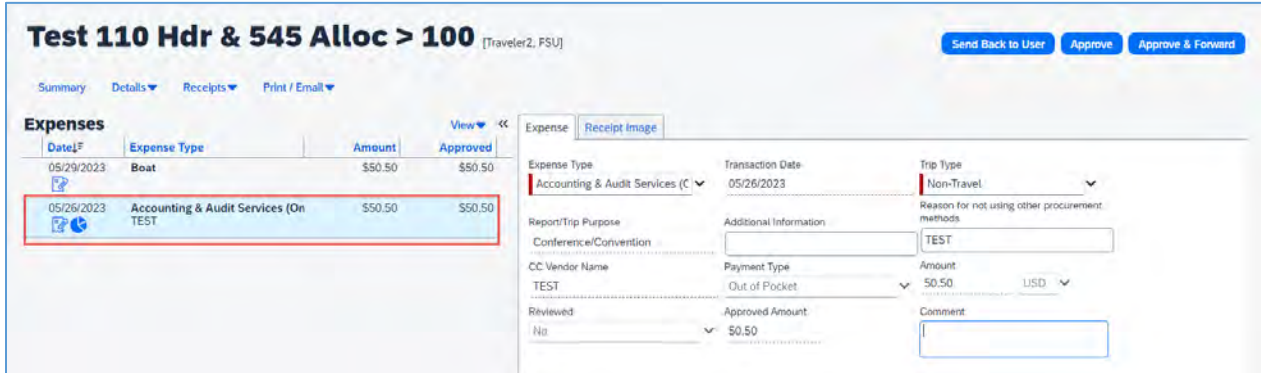 Test 110 Hdr & 545 Alloc > 100 [Traveler2, FSU]
Send Back to User Approve Approve & Forward
Summary Details Receipts Print / Email
Expenses View «
Date Expense Type Amount Approved
05/29/2023 Boat $50.50 $50.50
05/26/2023 Accounting & Audit Services (On $50.50 $50.50
TEST
Expense Receipt Image
Expense Type Transaction Date Trip Type
Accounting & Audit Services (C 05/26/2023 Non-Travel
Report/Trip Purpose Additional Information Reason for not using other procurement
methods
Conference/Convention TEST
CC Vendor Name Payment Type Amount
TEST Out of Pocket 50.50 USD
Reviewed Approved Amount Comment
No 50.50